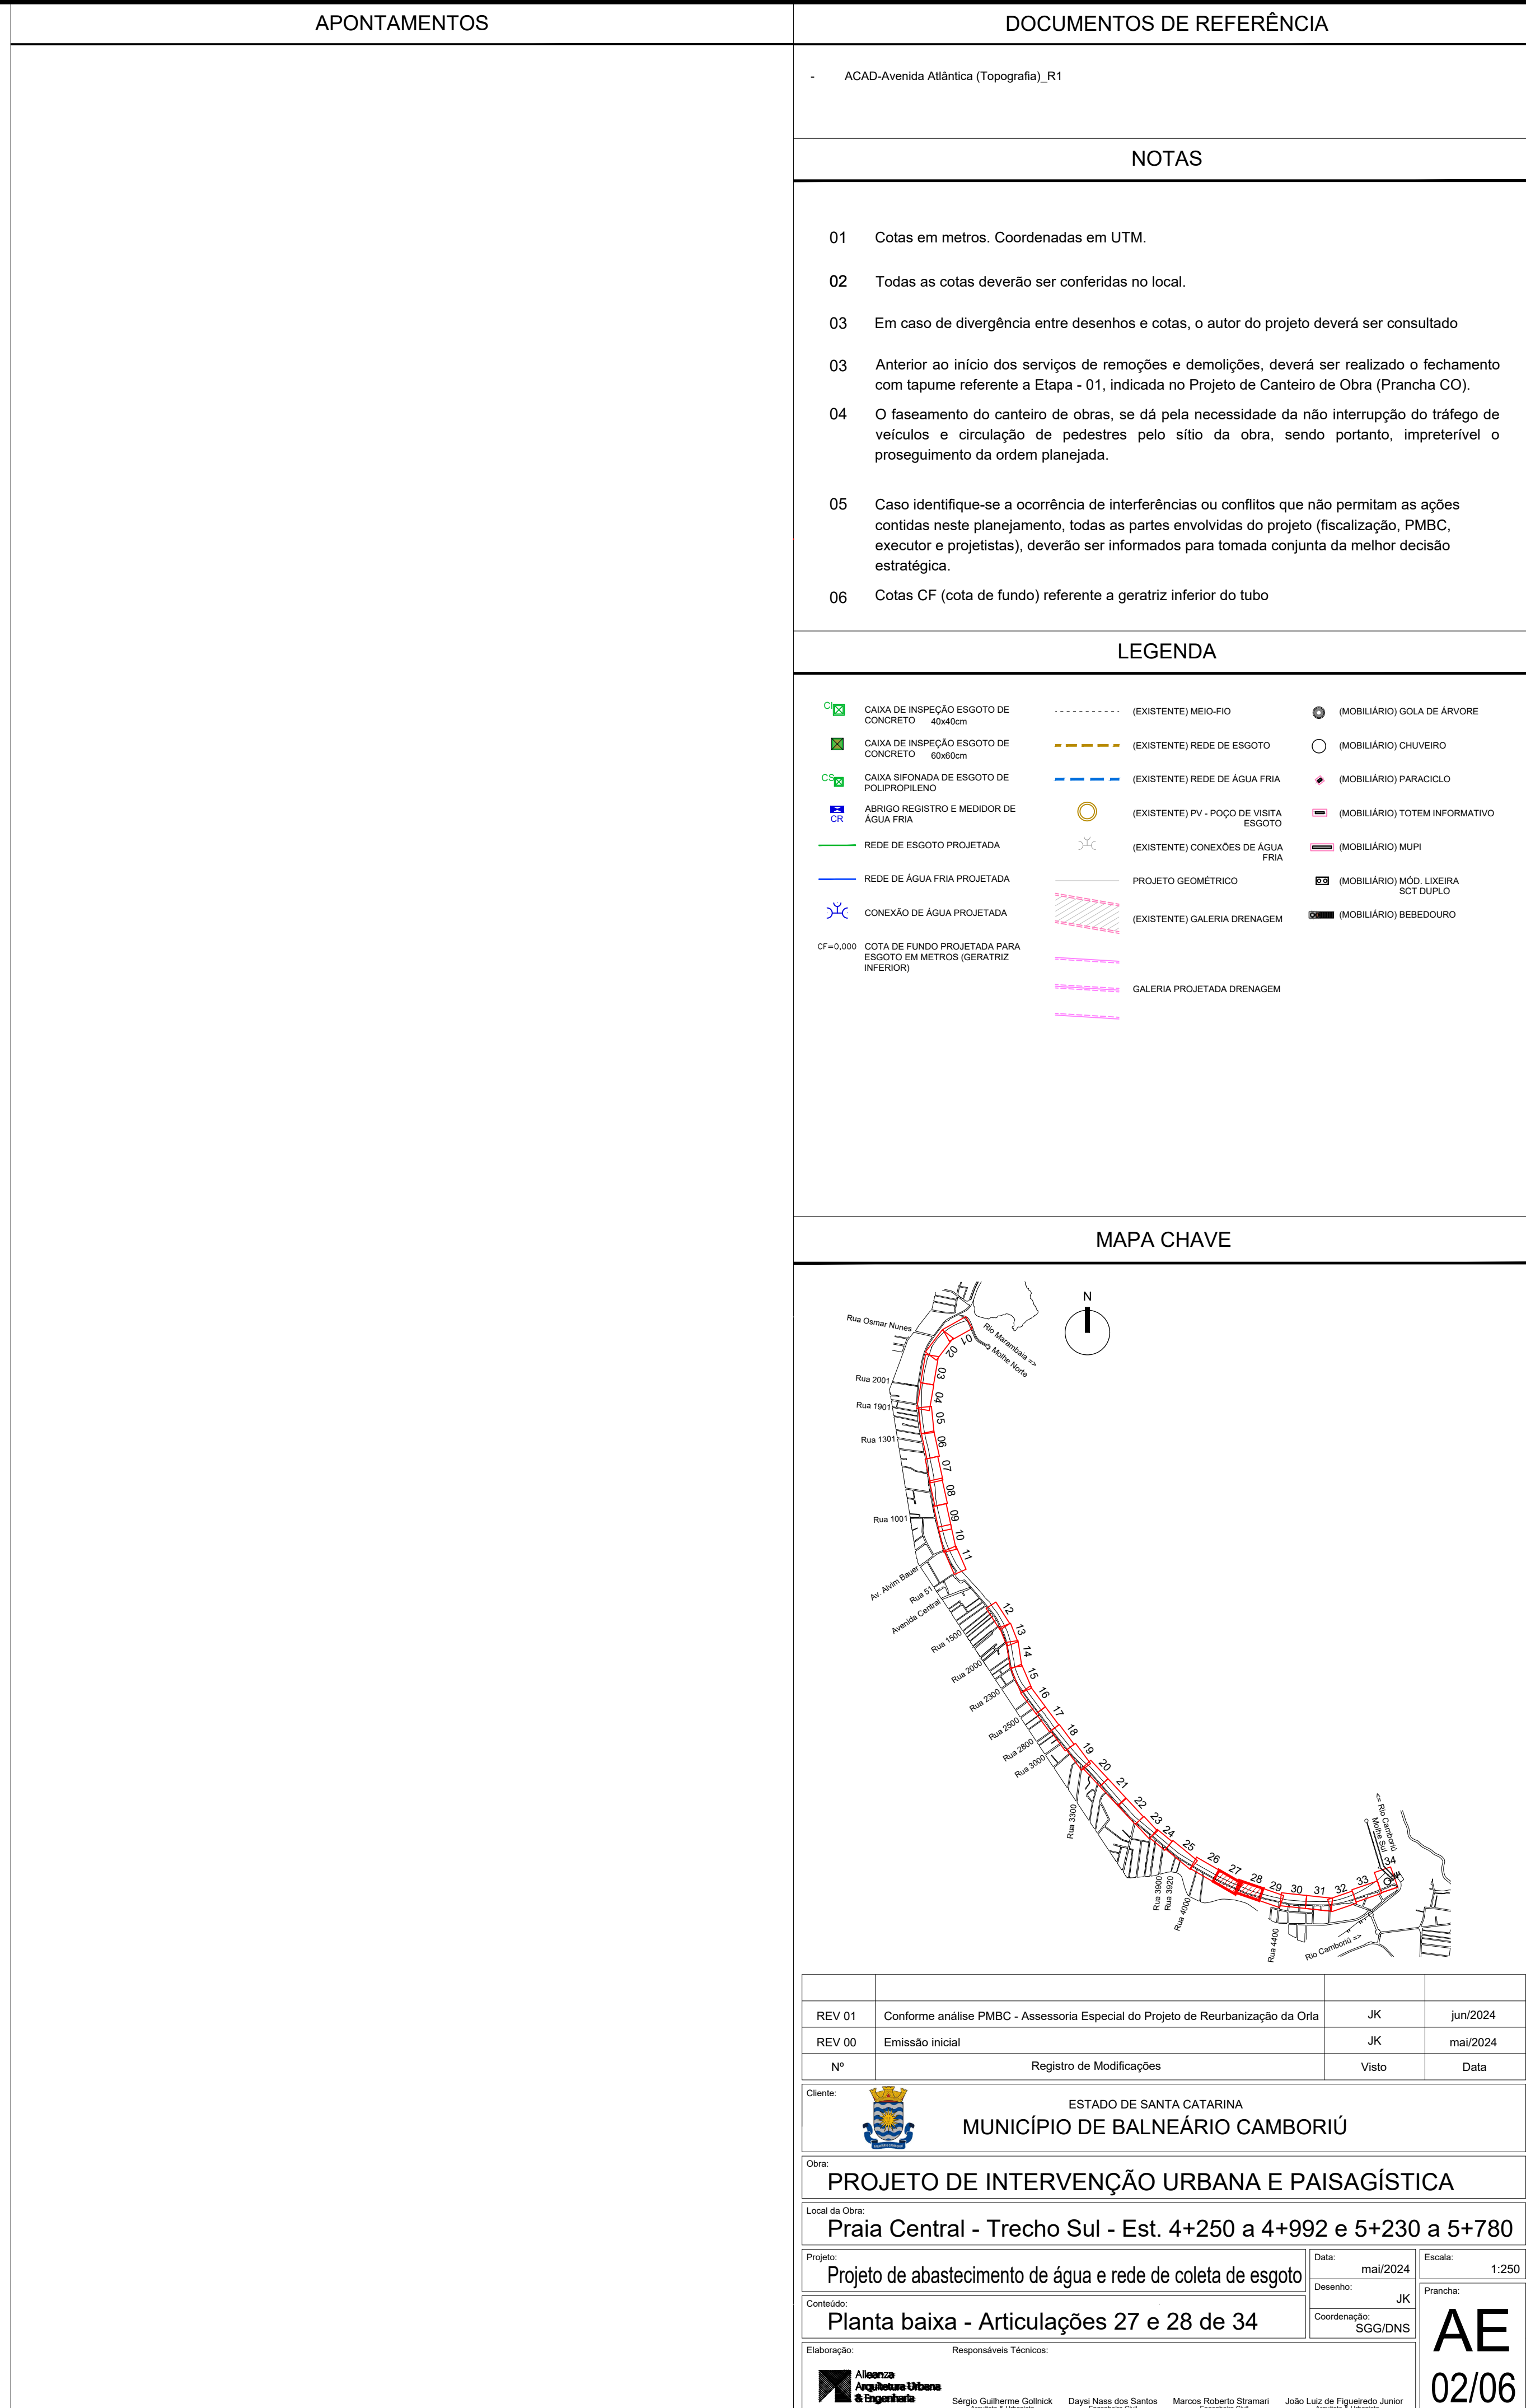 APONTAMENTOS
DOCUMENTOS DE REFERÊNCIA
- ACAD-Avenida Atlântica (Topografia)_R1
NOTAS
01 Cotas em metros. Coordenadas em UTM.
02 Todas as cotas deverão ser conferidas no local.
03 Em caso de divergência entre desenhos e cotas, o autor do projeto deverá ser consultado
03 Anterior ao início dos serviços de remoções e demolições, deverá ser realizado o fechamento
com tapume referente a Etapa - 01, indicada no Projeto de Canteiro de Obra (Prancha CO).
04 O faseamento do canteiro de obras, se dá pela necessidade da não interrupção do tráfego de
veículos e circulação de pedestres pelo sítio da obra, sendo portanto, impreterível o
proseguimento da ordem planejada.
05 Caso identifique-se a ocorrência de interferências ou conflitos que não permitam as ações
contidas neste planejamento, todas as partes envolvidas do projeto (fiscalização, PMBC,
executor e projetistas), deverão ser informados para tomada conjunta da melhor decisão
estratégica.
06 Cotas CF (cota de fundo) referente a geratriz inferior do tubo
LEGENDA
CI CAIXA DE INSPEÇÃO ESGOTO DE
CONCRETO 40x40cm
CAIXA DE INSPEÇÃO ESGOTO DE
CONCRETO 60x60cm
CS CAIXA SIFONADA DE ESGOTO DE
POLIPROPILENO
ABRIGO REGISTRO E MEDIDOR DE
CR ÁGUA FRIA
REDE DE ESGOTO PROJETADA
REDE DE ÁGUA FRIA PROJETADA
CONEXÃO DE ÁGUA PROJETADA
CF=0,000 COTA DE FUNDO PROJETADA PARA
ESGOTO EM METROS (GERATRIZ
INFERIOR)
(EXISTENTE) MEIO-FIO
(EXISTENTE) REDE DE ESGOTO
(EXISTENTE) REDE DE ÁGUA FRIA
(EXISTENTE) PV - POÇO DE VISITA
ESGOTO
(EXISTENTE) CONEXÕES DE ÁGUA
FRIA
PROJETO GEOMÉTRICO
(EXISTENTE) GALERIA DRENAGEM
GALERIA PROJETADA DRENAGEM
(MOBILIÁRIO) GOLA DE ÁRVORE
(MOBILIÁRIO) CHUVEIRO
(MOBILIÁRIO) PARACICLO
(MOBILIÁRIO) TOTEM INFORMATIVO
(MOBILIÁRIO) MUPI
(MOBILIÁRIO) MÓD. LIXEIRA
SCT DUPLO
(MOBILIÁRIO) BEBEDOURO
MAPA CHAVE
N
Rua Osmar Nunes
Rio Marambaia =>
Molhe Norte
Rua 2001
Rua 1901
Rua 1301
Rua 1001
Av. Alvim Bauer
Rua 51
Avenida Central
Rua 1500
Rua 2000
Rua 2300
Rua 2500
Rua 2800
Rua 3000
Rua 3300
Rua 3900
Rua 3920
Rua 4000
Rua 4400
Rio Camboriú =>
<= Rio Camboriú
Molhe Sul
01
02
03
04
05
06
07
08
09
10
11
12
13
14
15
16
17
18
19
20
21
22
23
24
25
26
27
28
29
30
31
32
33
34
REV 01 Conforme análise PMBC - Assessoria Especial do Projeto de Reurbanização da Orla JK jun/2024
REV 00 Emissão inicial JK mai/2024
Nº Registro de Modificações Visto Data
Cliente:
ESTADO DE SANTA CATARINA
MUNICÍPIO DE BALNEÁRIO CAMBORIÚ
Obra:
PROJETO DE INTERVENÇÃO URBANA E PAISAGÍSTICA
Local da Obra:
Praia Central - Trecho Sul - Est. 4+250 a 4+992 e 5+230 a 5+780
Projeto:
Projeto de abastecimento de água e rede de coleta de esgoto
Data:
mai/2024
Escala:
1:250
Conteúdo:
Planta baixa - Articulações 27 e 28 de 34
Desenho:
JK
Coordenação:
SGG/DNS
Prancha:
AE
02/06
Elaboração:
Alleanza
Arquitetura Urbana
& Engenharia
Responsáveis Técnicos:
Sérgio Guilherme Gollnick Daysi Nass dos Santos Marcos Roberto Stramari João Luiz de Figueiredo Junior